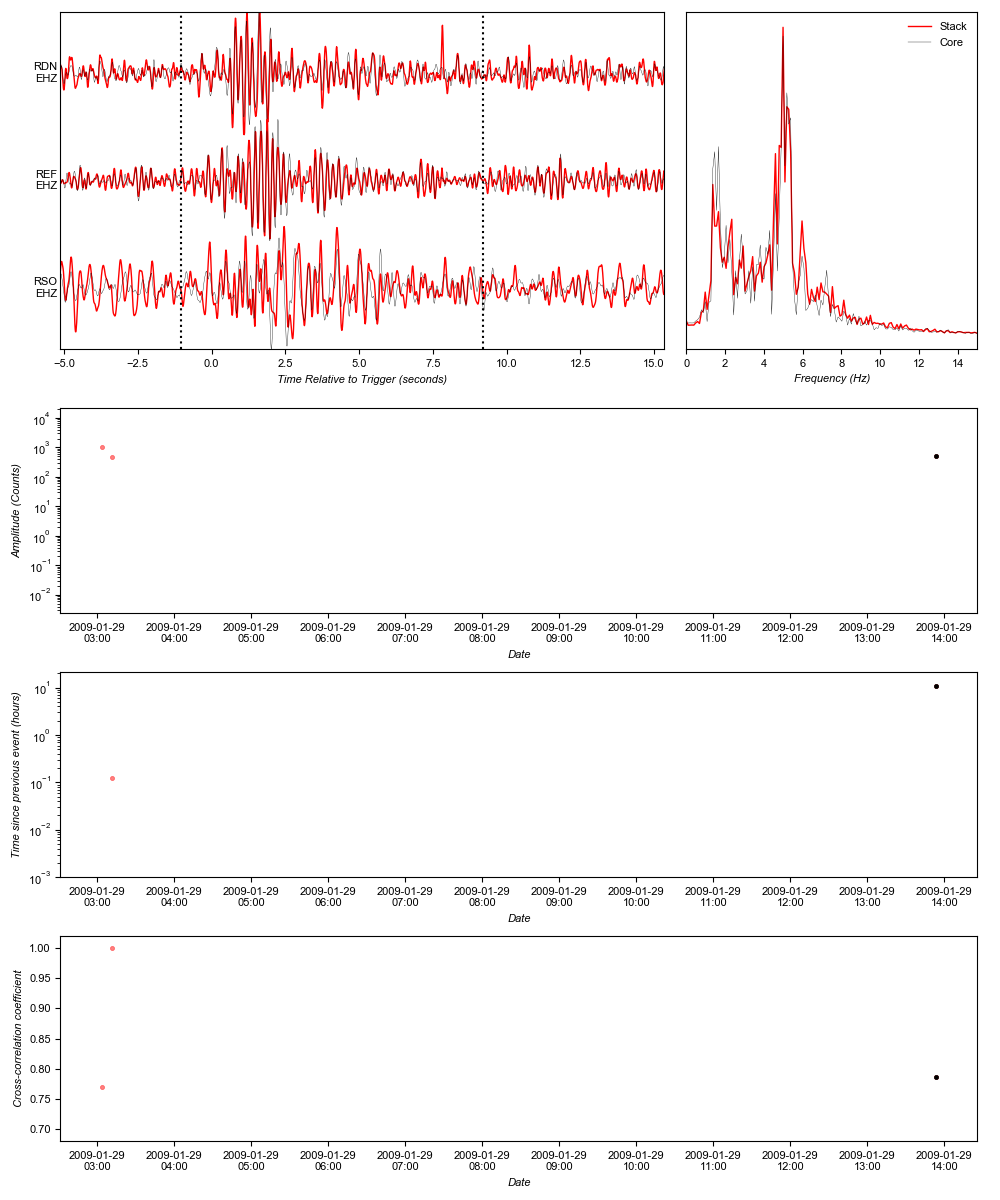 RDN
EHZ
REF
EHZ
RSO
EHZ
−5.0 −2.5 0.0 2.5 5.0 7.5 10.0 12.5 15.0
Time Relative to Trigger (seconds)
Stack
Core
0 2 4 6 8 10 12 14
Frequency (Hz)
Amplitude (Counts)
10⁴
10³
10²
10¹
10⁰
10⁻¹
10⁻²
2009-01-29 2009-01-29 2009-01-29 2009-01-29 2009-01-29 2009-01-29 2009-01-29 2009-01-29 2009-01-29 2009-01-29 2009-01-29 2009-01-29
03:00 04:00 05:00 06:00 07:00 08:00 09:00 10:00 11:00 12:00 13:00 14:00
Date
Time since previous event (hours)
10¹
10⁰
10⁻¹
10⁻²
10⁻³
2009-01-29 2009-01-29 2009-01-29 2009-01-29 2009-01-29 2009-01-29 2009-01-29 2009-01-29 2009-01-29 2009-01-29 2009-01-29 2009-01-29
03:00 04:00 05:00 06:00 07:00 08:00 09:00 10:00 11:00 12:00 13:00 14:00
Date
Cross-correlation coefficient
1.00
0.95
0.90
0.85
0.80
0.75
0.70
2009-01-29 2009-01-29 2009-01-29 2009-01-29 2009-01-29 2009-01-29 2009-01-29 2009-01-29 2009-01-29 2009-01-29 2009-01-29 2009-01-29
03:00 04:00 05:00 06:00 07:00 08:00 09:00 10:00 11:00 12:00 13:00 14:00
Date